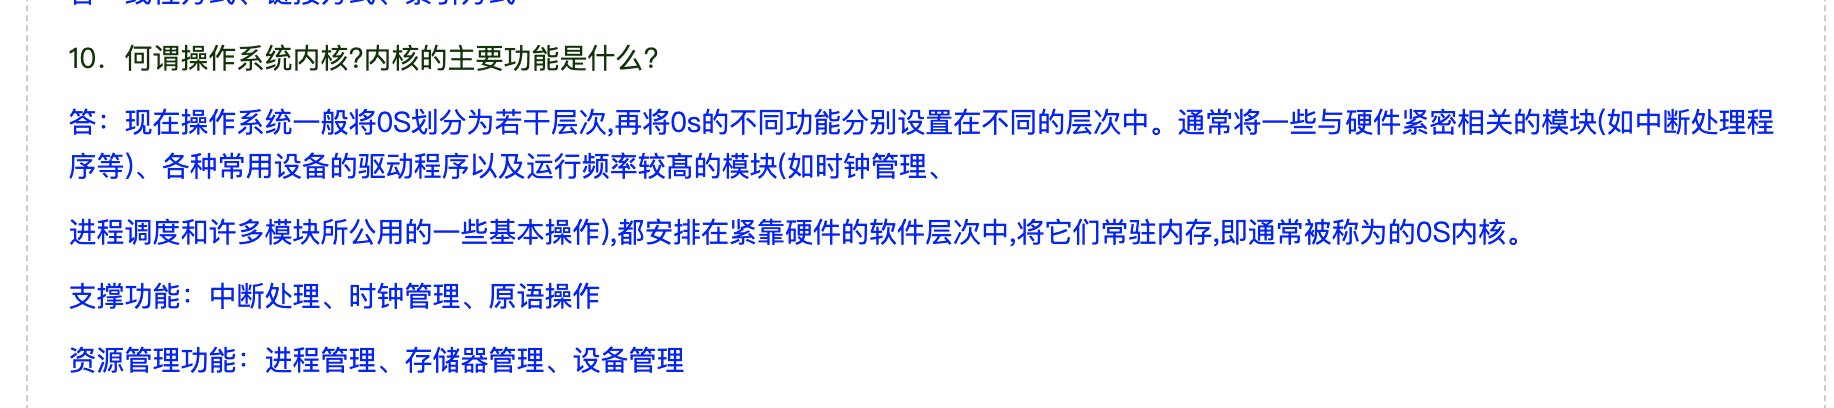 10. 何谓操作系统内核?内核的主要功能是什么?
答：现在操作系统一般将0S划分为若干层次,再将0s的不同功能分别设置在不同的层次中。通常将一些与硬件紧密相关的模块(如中断处理程
序等)、各种常用设备的驱动程序以及运行频率较髙的模块(如时钟管理、
进程调度和许多模块所公用的一些基本操作),都安排在紧靠硬件的软件层次中,将它们常驻内存,即通常被称为的0S内核。
支撑功能：中断处理、时钟管理、原语操作
资源管理功能：进程管理、存储器管理、设备管理